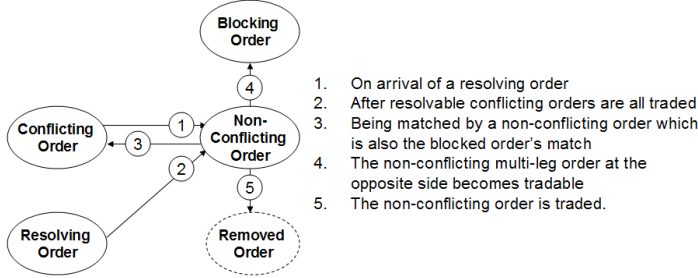 Blocking
Order
4
1. On arrival of a resolving order
2. After resolvable conflicting orders are all traded
3. Being matched by a non-conflicting order which
is also the blocked order's match
4. The non-conflicting multi-leg order at the
opposite side becomes tradable
5. The non-conflicting order is traded.
Conflicting
Order
1
3
Non-
Conflicting
Order
2
5
Resolving
Order
Removed
Order